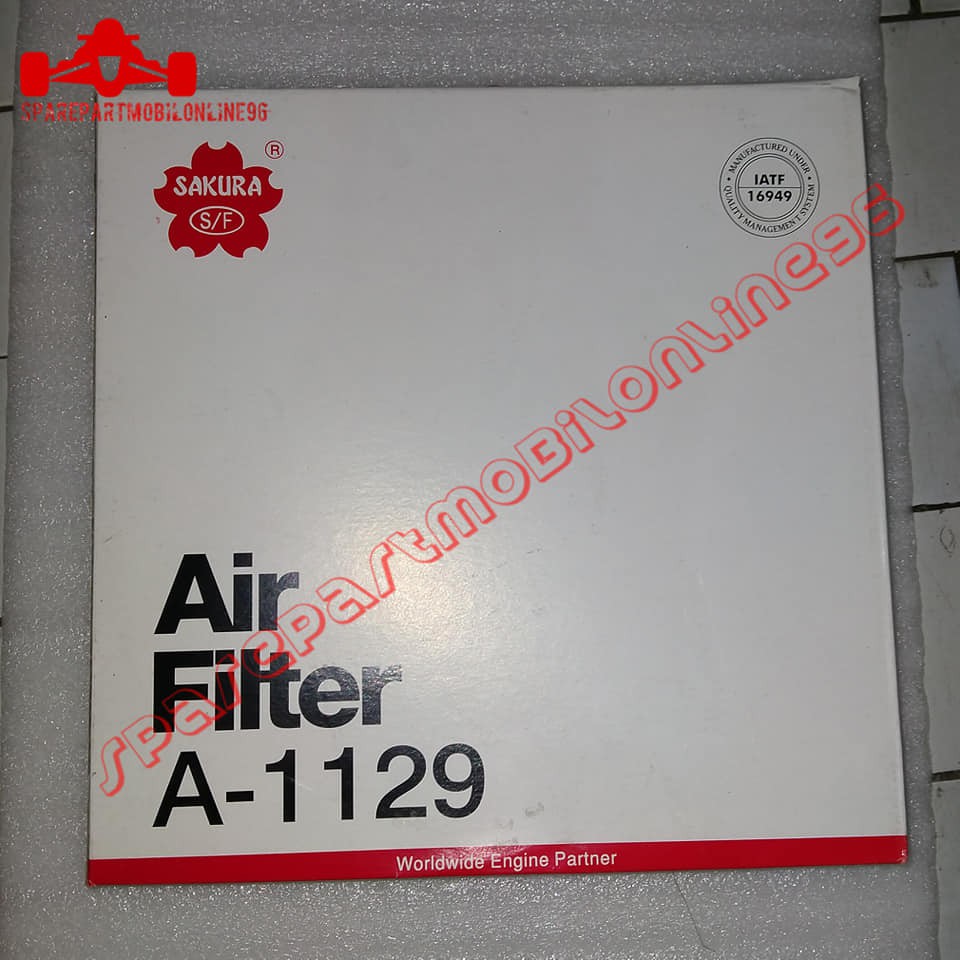 SPAREPARTMOBILONLINE96
SAKURA
®
S/F
MANUFACTURED UNDER
IATF
16949
QUALITY MANAGEMENT SYSTEM
SparepartmoBilonline96
Air
Filter
A-1129
Worldwide Engine Partner